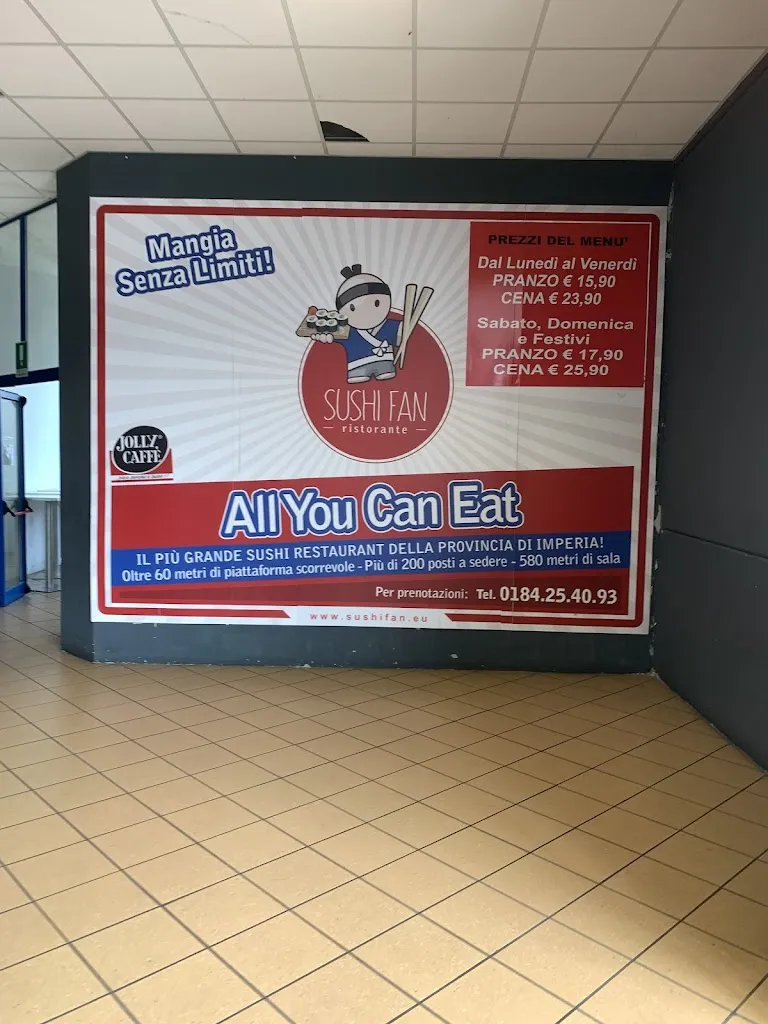 Mangia
Senza Limiti!
PREZZI DEL MENU'
Dal Lunedì al Venerdì
PRANZO € 15,90
CENA € 23,90
Sabato, Domenica
e Festivi
PRANZO € 17,90
CENA € 25,90
SUSHI FAN
ristorante
JOLLY
CAFFÈ
All You Can Eat
IL PIÙ GRANDE SUSHI RESTAURANT DELLA PROVINCIA DI IMPERIA!
Oltre 60 metri di piattaforma scorrevole - Più di 200 posti a sedere - 580 metri di sala
Per prenotazioni: Tel. 0184.25.40.93
www.sushifan.eu